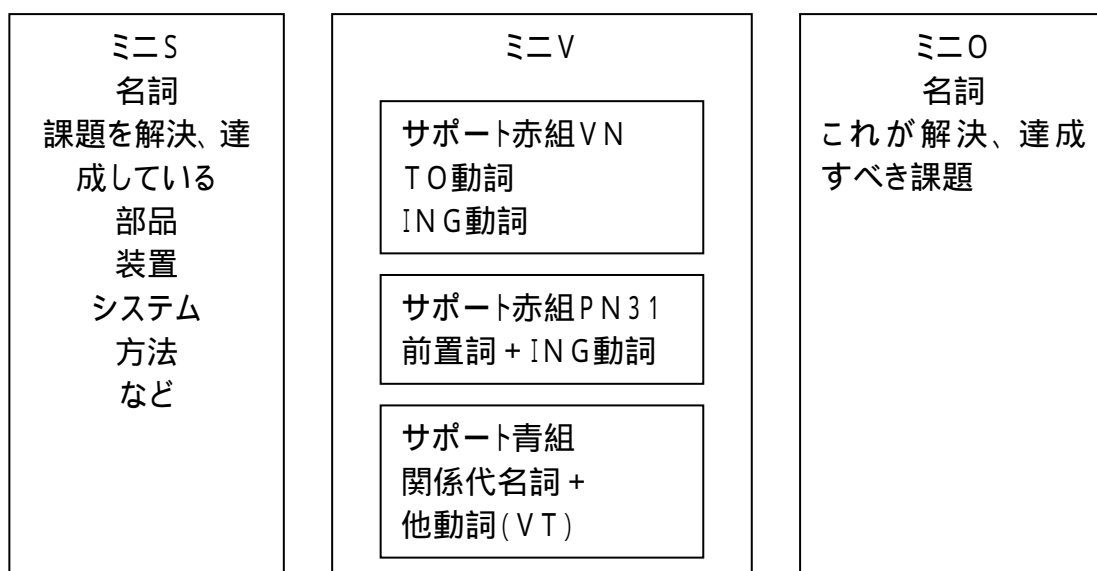 ミニS
名詞
課題を解決、達
成している
部品
装置
システム
方法
など
ミニV
サポート赤組VN
TO動詞
ING動詞
サポート赤組PN31
前置詞+ING動詞
サポート青組
関係代名詞+
他動詞(VT)
ミニO
名詞
これが解決、達成
すべき課題